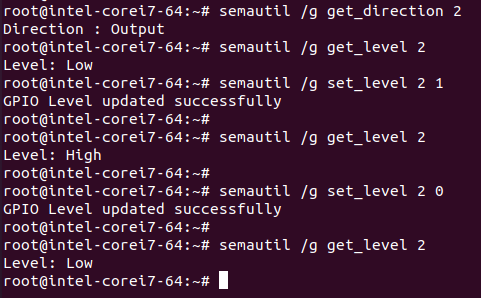 root@intel-corei7-64:~# semautil /g get_direction 2
Direction : Output
root@intel-corei7-64:~# semautil /g get_level 2
Level: Low
root@intel-corei7-64:~# semautil /g set_level 2 1
GPIO Level updated successfully
root@intel-corei7-64:~#
root@intel-corei7-64:~# semautil /g get_level 2
Level: High
root@intel-corei7-64:~#
root@intel-corei7-64:~# semautil /g set_level 2 0
GPIO Level updated successfully
root@intel-corei7-64:~#
root@intel-corei7-64:~# semautil /g get_level 2
Level: Low
root@intel-corei7-64:~#